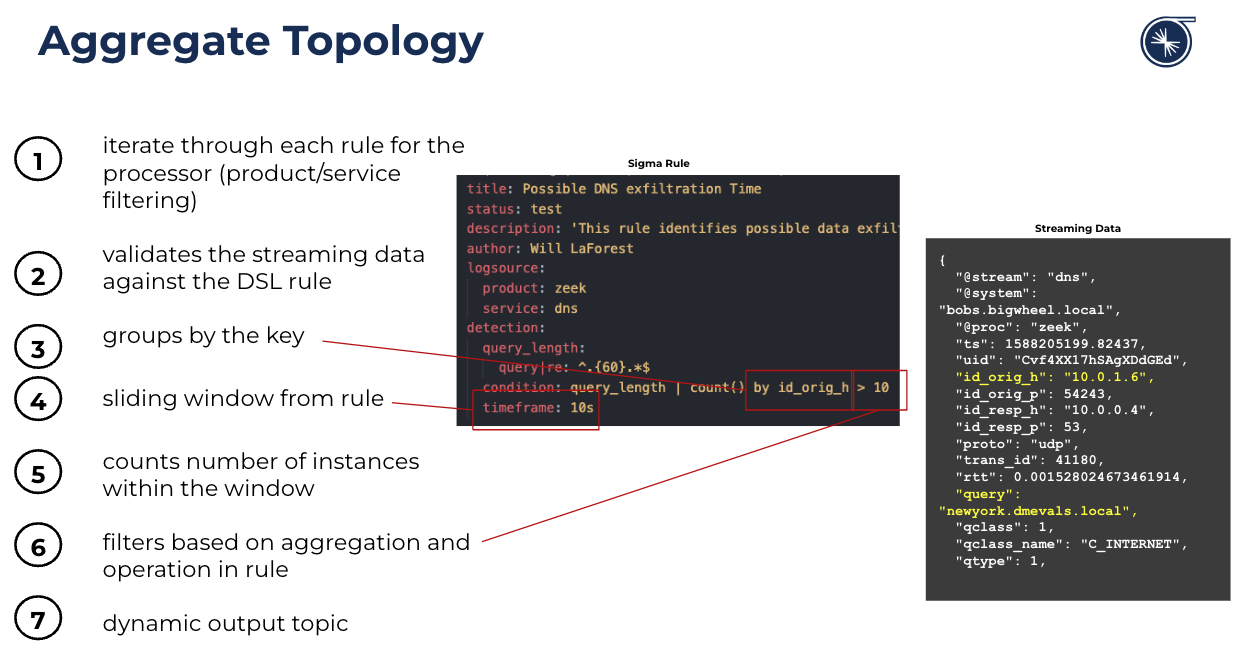 Aggregate Topology
1
iterate through each rule for the
processor (product/service
filtering)
2
validates the streaming data
against the DSL rule
3
groups by the key
4
sliding window from rule
5
counts number of instances
within the window
6
filters based on aggregation and
operation in rule
7
dynamic output topic
Sigma Rule
title: Possible DNS exfiltration Time
status: test
description: 'This rule identifies possible data exfil
author: Will LaForest
logsource:
product: zeek
service: dns
detection:
query_length:
query|re: ^.{60}.*$
condition: query_length | count() by id_orig_h > 10
timeframe: 10s
Streaming Data
{
"@stream": "dns",
"@system":
"bobs.bigwheel.local",
"@proc": "zeek",
"ts": 1588205199.82437,
"uid": "Cvf4XX17hSAgXDdGEd",
"id_orig_h": "10.0.1.6",
"id_orig_p": 54243,
"id_resp_h": "10.0.0.4",
"id_resp_p": 53,
"proto": "udp",
"trans_id": 41180,
"rtt": 0.001528024673461914,
"query":
"newyork.dmevals.local",
"qclass": 1,
"qclass_name": "C_INTERNET",
"qtype": 1,